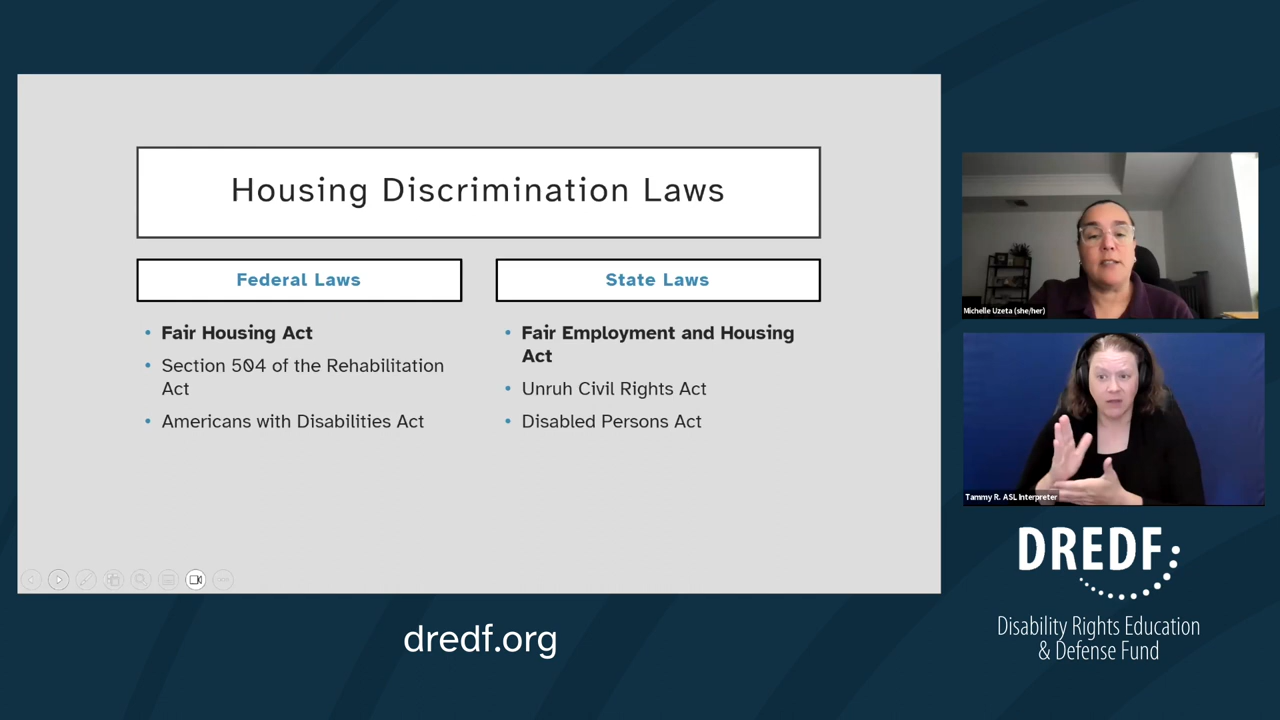 Housing Discrimination Laws
Federal Laws
• Fair Housing Act
• Section 504 of the Rehabilitation
Act
• Americans with Disabilities Act
State Laws
• Fair Employment and Housing
Act
• Unruh Civil Rights Act
• Disabled Persons Act
Michelle Uzeta (she/her)
Tammy R. ASL Interpreter
DREDF
Disability Rights Education
& Defense Fund
dredf.org